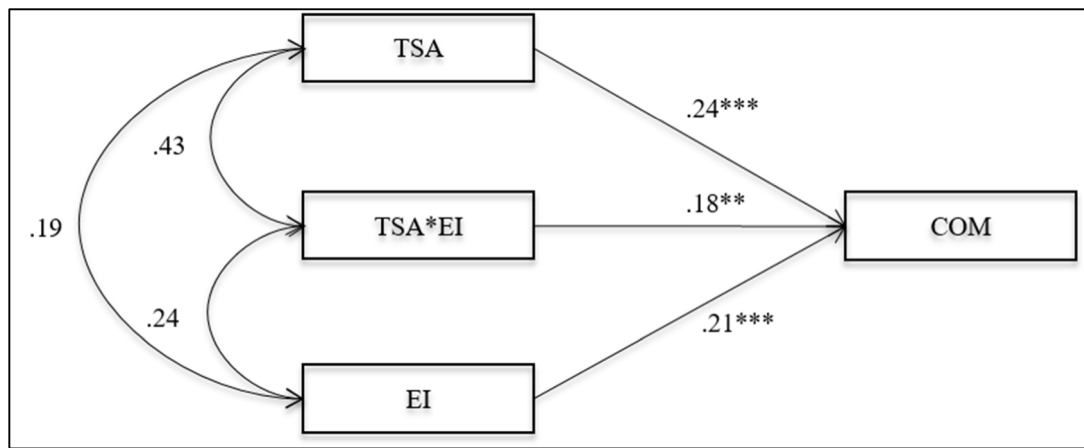 TSA
.24***
.43
.18**
TSA*EI
COM
.19
.24
.21***
EI